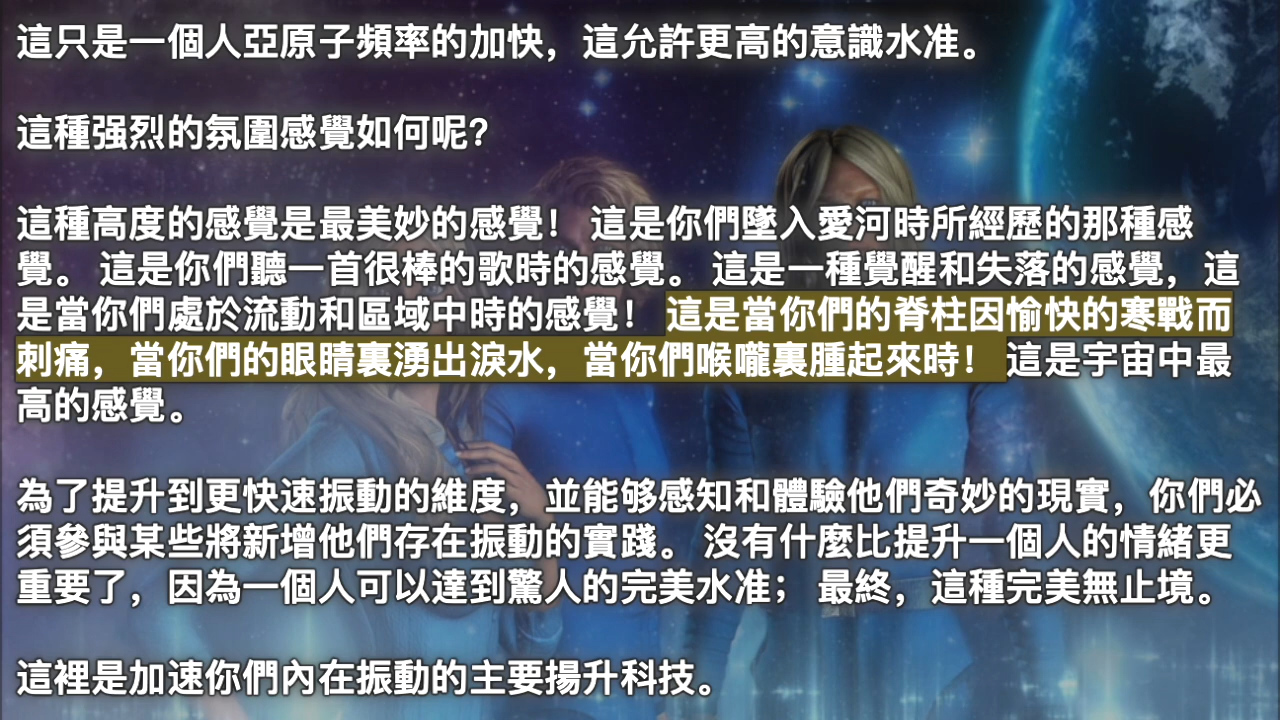 這只是一個人亞原子頻率的加快，這允許更高的意識水准。
這種强烈的氛圍感覺如何呢？
這種高度的感覺是最美妙的感覺！ 這是你們墜入愛河時所經歷的那種感
覺。 這是你們聽一首很棒的歌時的感覺。 這是一種覺醒和失落的感覺，這
是當你們處於流動和區域中時的感覺！ 這是當你們的脊柱因愉快的寒戰而
刺痛，當你們的眼睛裏湧出淚水，當你們喉嚨裏腫起來時！ 這是宇宙中最
高的感覺。
為了提升到更快速振動的維度，並能够感知和體驗他們奇妙的現實，你們必
須參與某些將新增他們存在振動的實踐。 沒有什麼比提升一個人的情緒更
重要了，因為一個人可以達到驚人的完美水准； 最終，這種完美無止境。
這裡是加速你們內在振動的主要揚升科技。